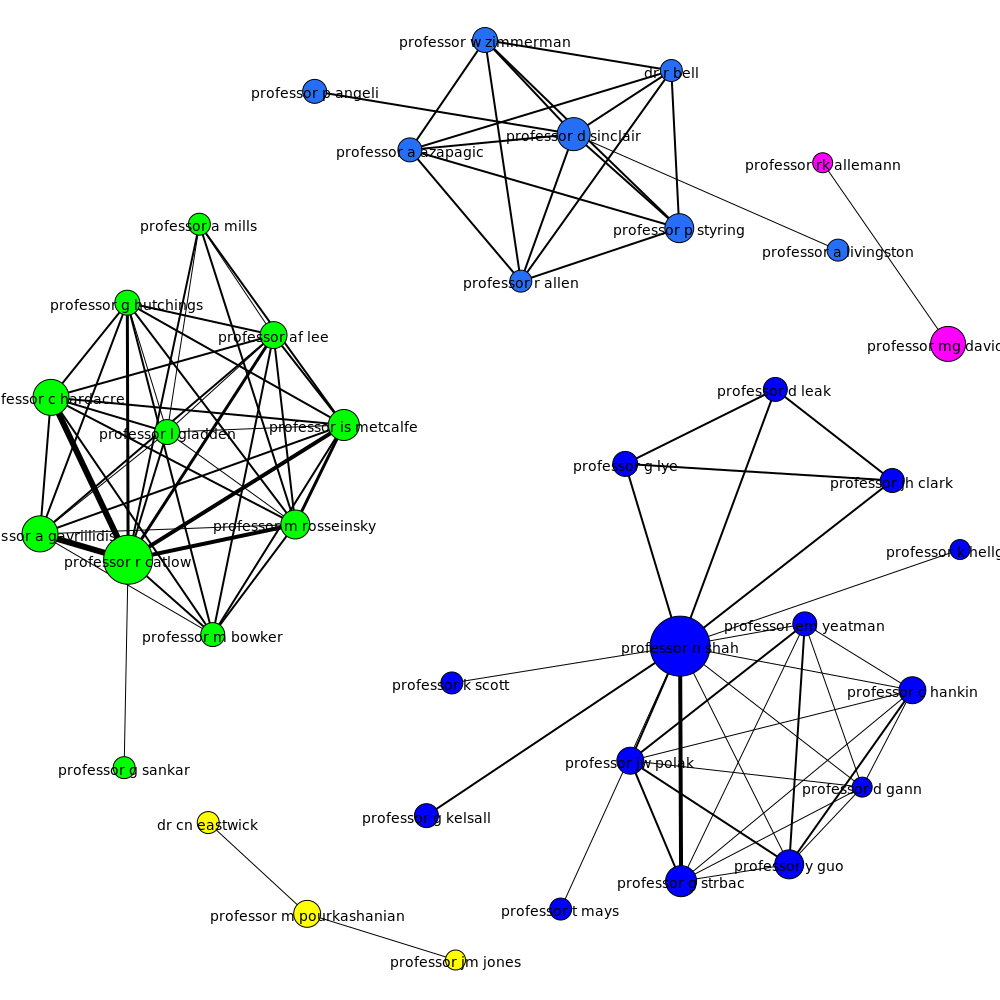 professor w zimmerman
dr r bell
professor p angeli
professor d sinclair
professor a azapagic
professor rk allemann
professor a mills
professor p styring
professor a livingston
professor r allen
professor g hutchings
professor af lee
professor mg david
professor d leak
fessor c hardacre
professor is metcalfe
professor l gladden
professor g lye
professor jh clark
professor m rosseinsky
ssor a gavriilidis
professor k hellg
professor r catlow
professor em yeatman
professor m bowker
professor n shah
professor k scott
professor c hankin
professor jw polak
professor g sankar
professor d gann
professor g kelsall
dr cn eastwick
professor y guo
professor g strbac
professor t mays
professor m pourkashanian
professor jm jones